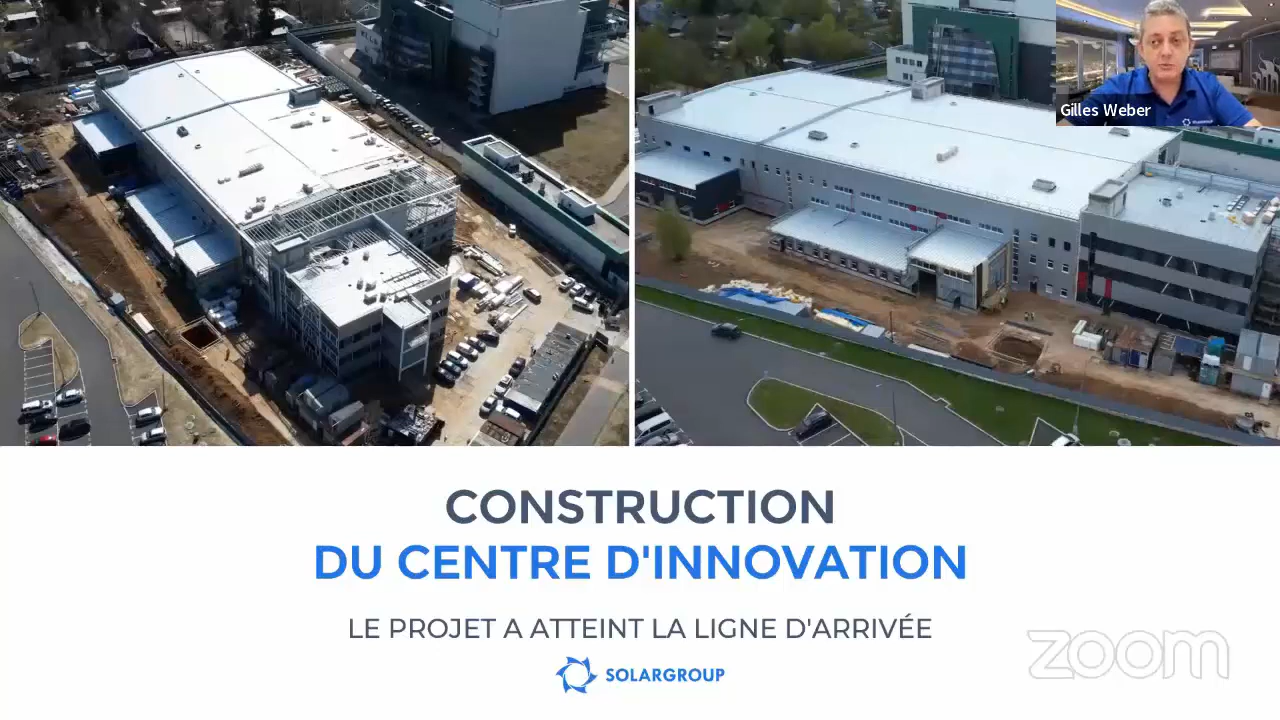 Gilles Weber
CONSTRUCTION
DU CENTRE D'INNOVATION
LE PROJET A ATTEINT LA LIGNE D'ARRIVÉE
SOLARGROUP
zoom